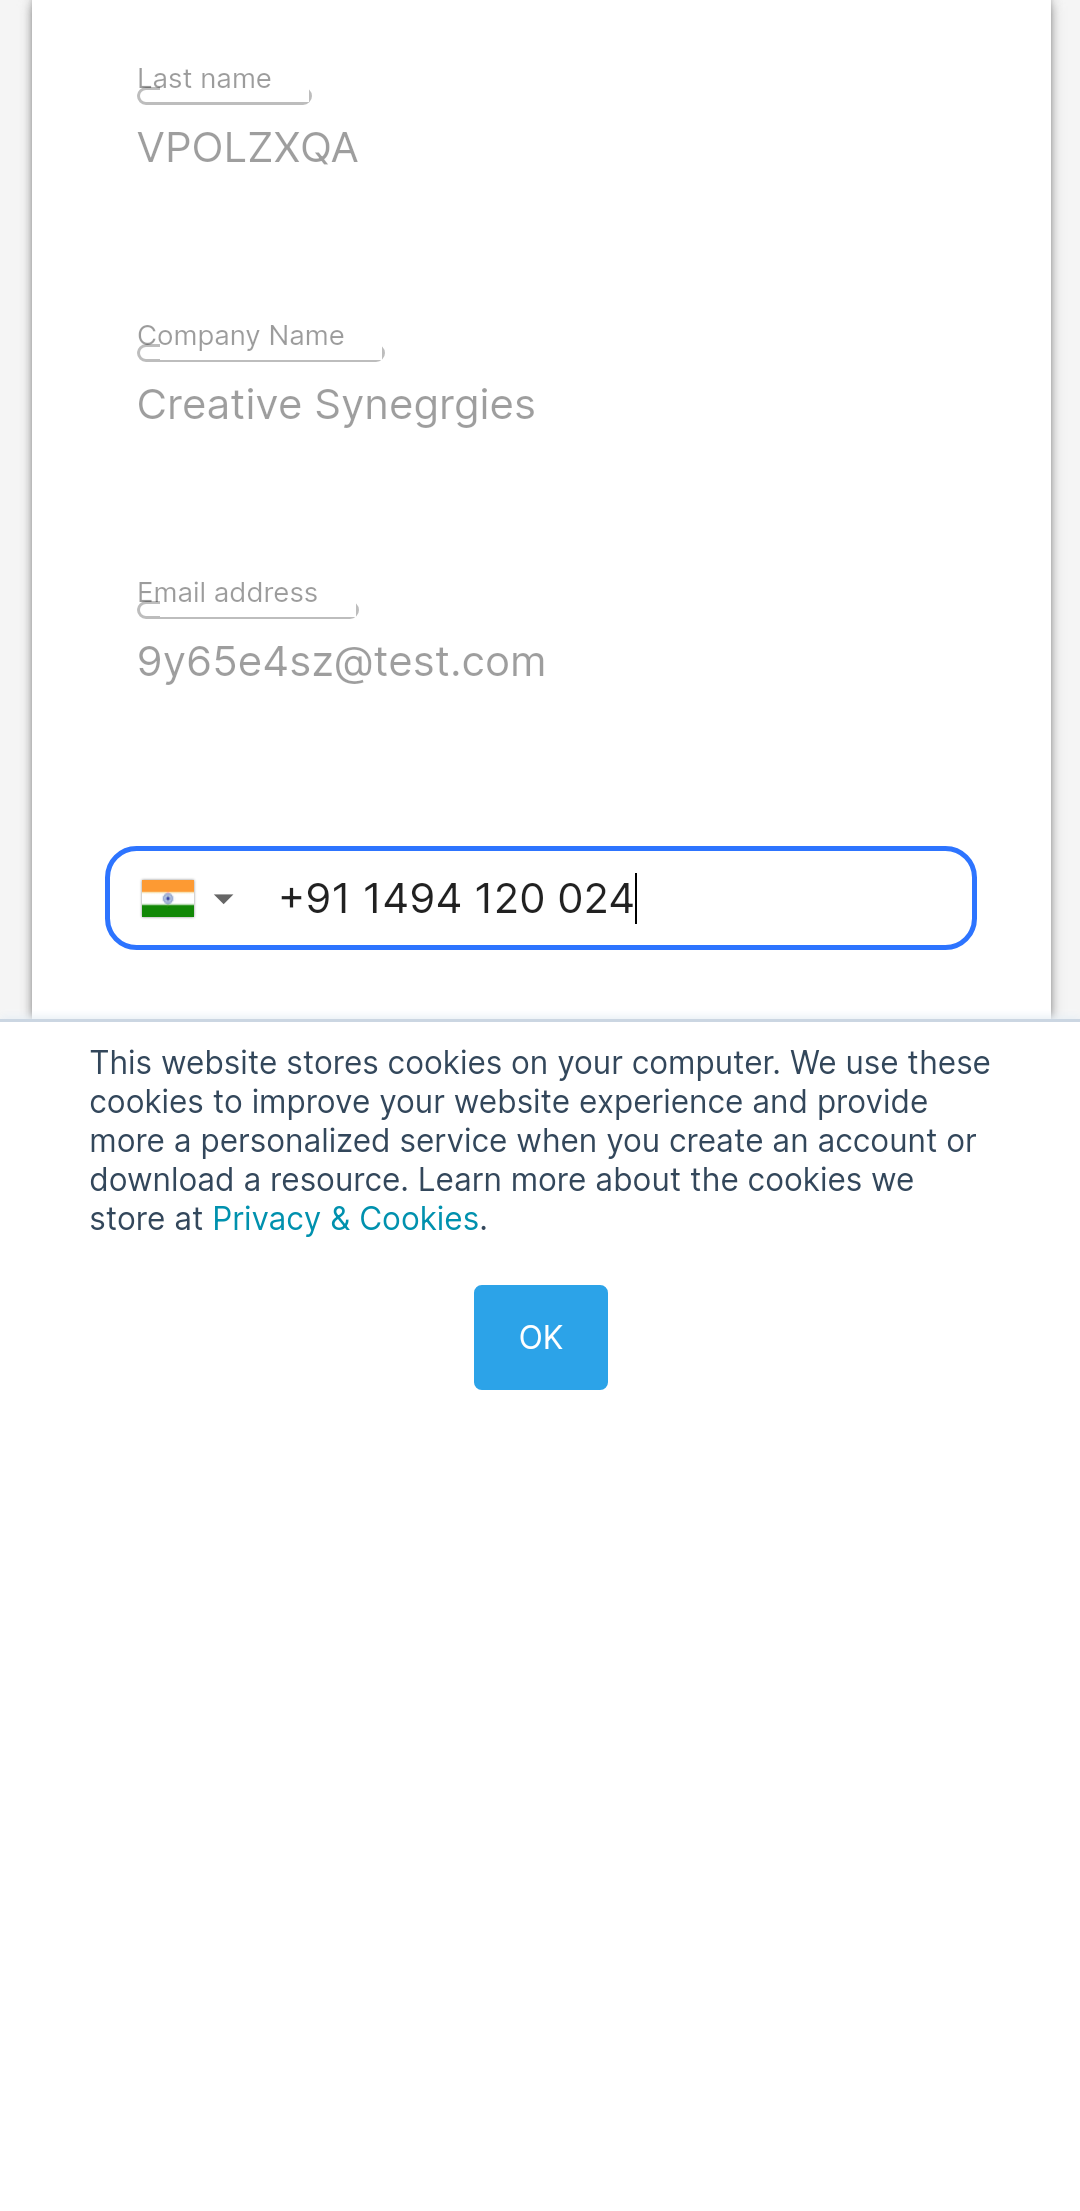 Last name
VPOLZXQA
Company Name
Creative Synegrgies
Email address
9y65e4sz@test.com
+91 1494 120 024
This website stores cookies on your computer. We use these
cookies to improve your website experience and provide
more a personalized service when you create an account or
download a resource. Learn more about the cookies we
store at Privacy & Cookies.
OK